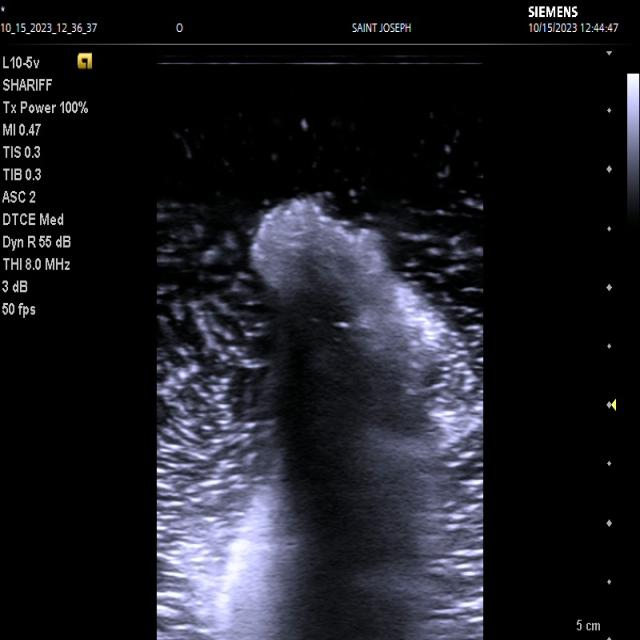 SIEMENS
10_15_2023_12_36_37 O SAINT JOSEPH 10/15/2023 12:44:47
L10-5v
SHARIFF
Tx Power 100%
MI 0.47
TIS 0.3
TIB 0.3
ASC 2
DTCE Med
Dyn R 55 dB
THI 8.0 MHz
3 dB
50 fps
5 cm